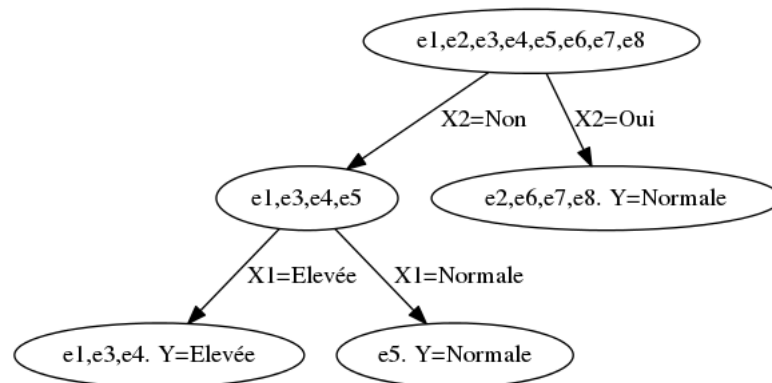 e1,e2,e3,e4,e5,e6,e7,e8
X2=Non
X2=Oui
e1,e3,e4,e5
e2,e6,e7,e8. Y=Normale
X1=Elevée
X1=Normale
e1,e3,e4. Y=Elevée
e5. Y=Normale